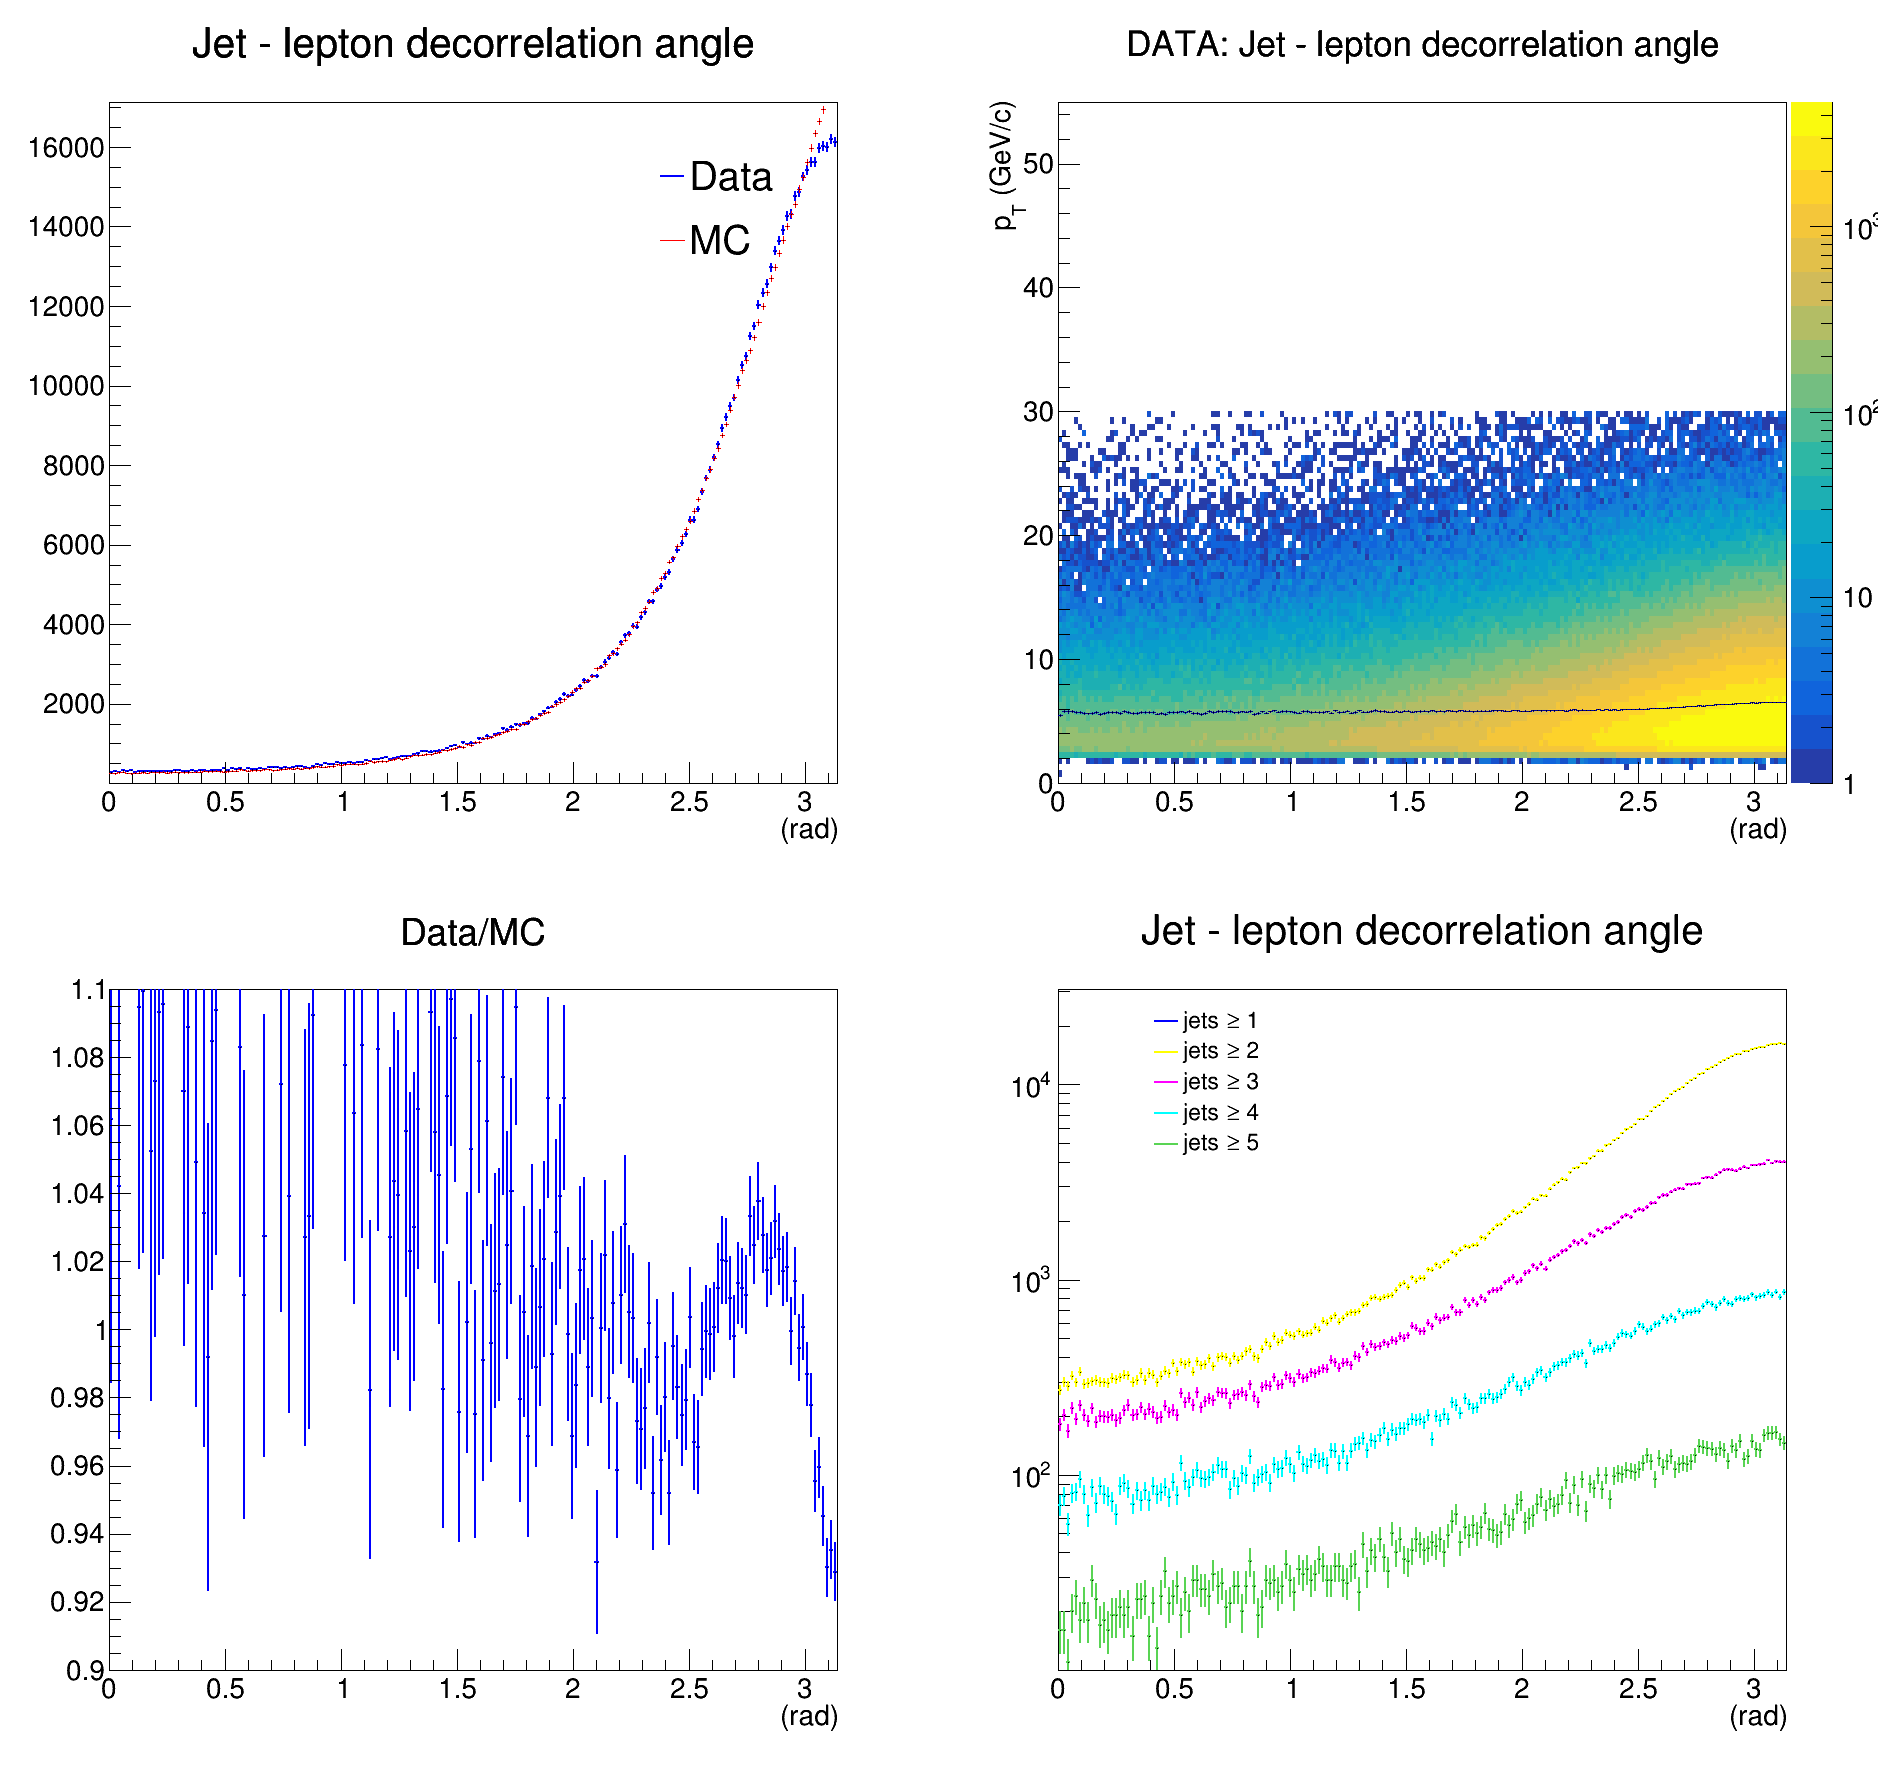 Jet - lepton decorrelation angle
16000
14000
12000
10000
8000
6000
4000
2000
Data
MC
0 0.5 1 1.5 2 2.5 3
(rad)
DATA: Jet - lepton decorrelation angle
p_T (GeV/c)
50
40
30
20
10
0
10^3
10^2
10
1
0 0.5 1 1.5 2 2.5 3
(rad)
Data/MC
1.1
1.08
1.06
1.04
1.02
1
0.98
0.96
0.94
0.92
0.9
0 0.5 1 1.5 2 2.5 3
(rad)
Jet - lepton decorrelation angle
jets ≥ 1
jets ≥ 2
jets ≥ 3
jets ≥ 4
jets ≥ 5
10^4
10^3
10^2
0 0.5 1 1.5 2 2.5 3
(rad)